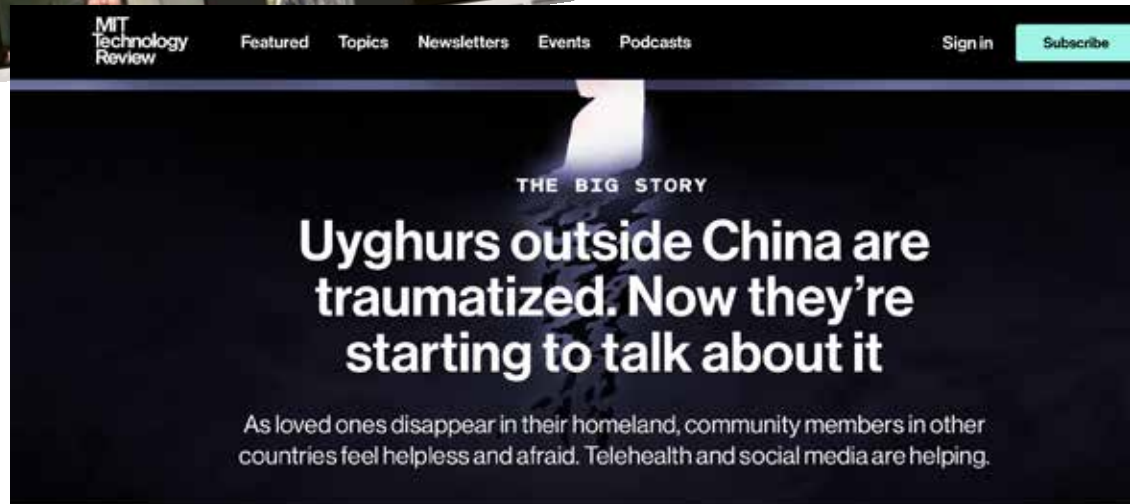 MIT
Technology
Review
Featured Topics Newsletters Events Podcasts Sign in Subscribe
THE BIG STORY
Uyghurs outside China are
traumatized. Now they’re
starting to talk about it
As loved ones disappear in their homeland, community members in other
countries feel helpless and afraid. Telehealth and social media are helping.